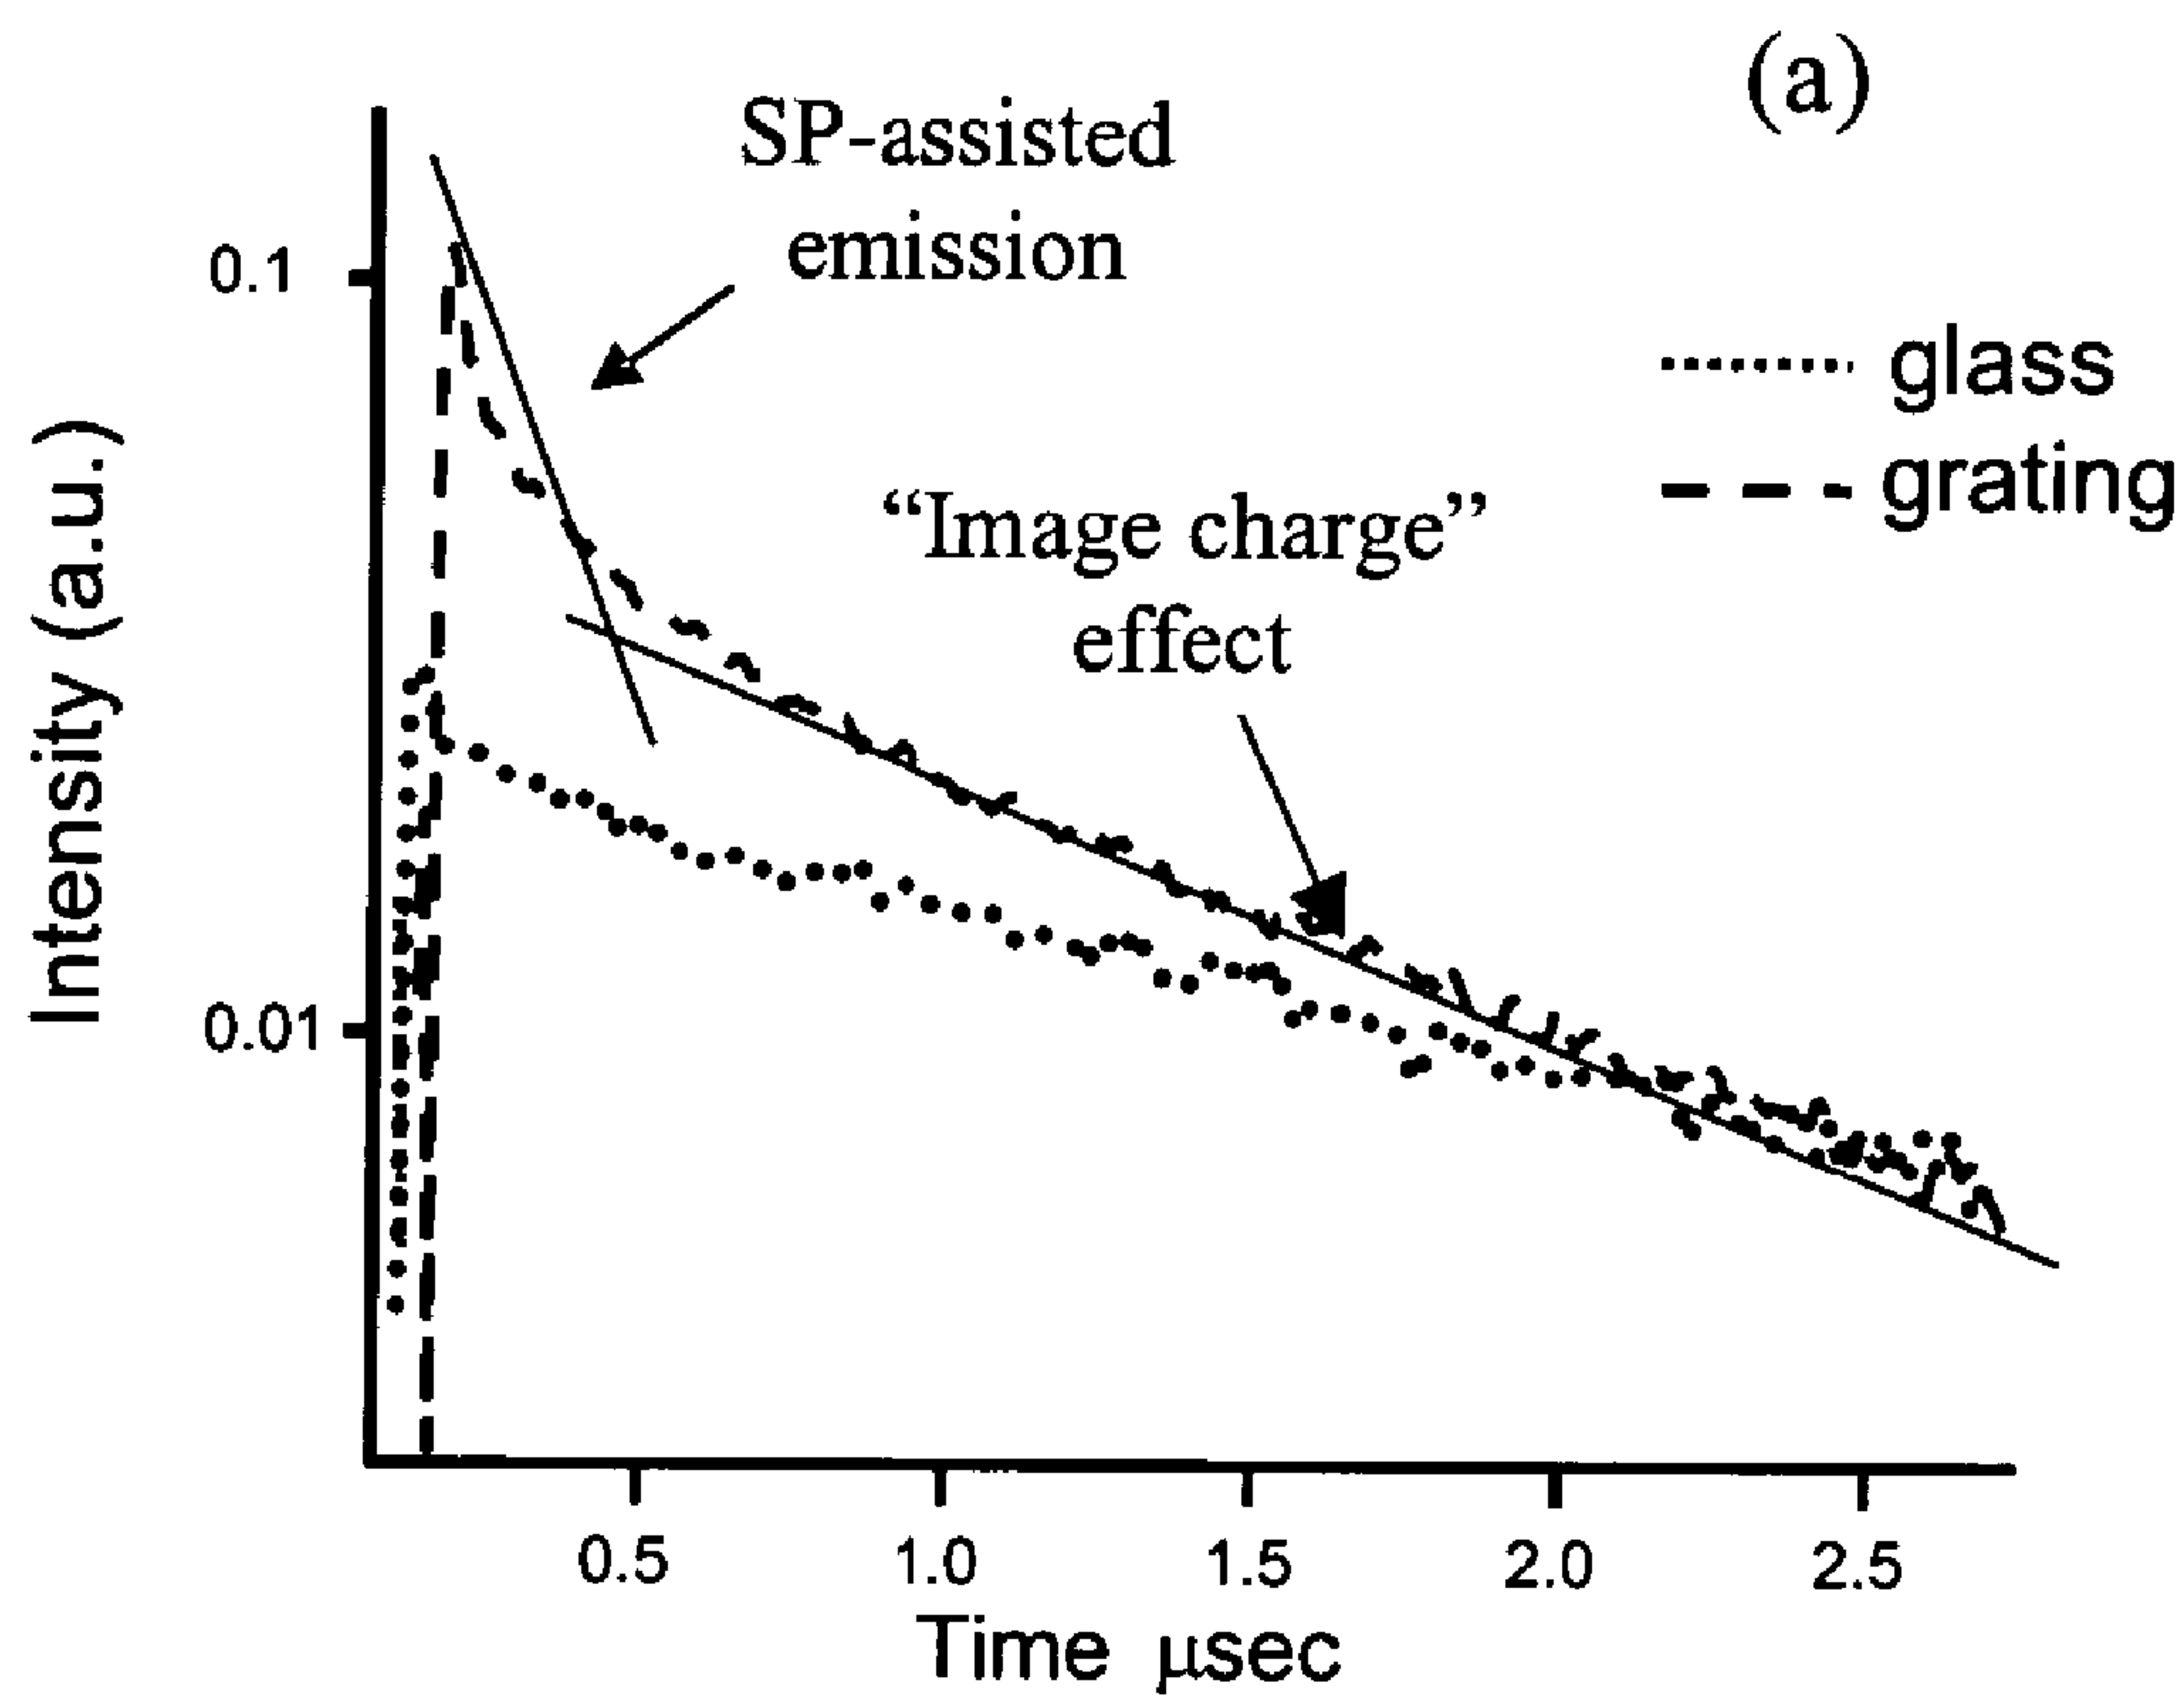 (a)
SP-assisted
emission
0.1
glass
grating
“Image charge”
effect
Intensity (a.u.)
0.01
0.5 1.0 1.5 2.0 2.5
Time μsec